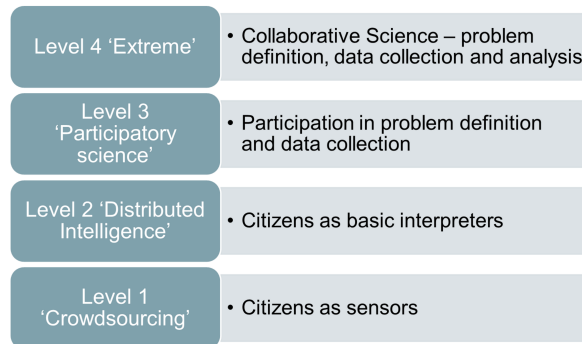 Level 4 ‘Extreme’
• Collaborative Science – problem
definition, data collection and analysis
Level 3
‘Participatory
science’
• Participation in problem definition
and data collection
Level 2 ‘Distributed
Intelligence’
• Citizens as basic interpreters
Level 1
‘Crowdsourcing’
• Citizens as sensors